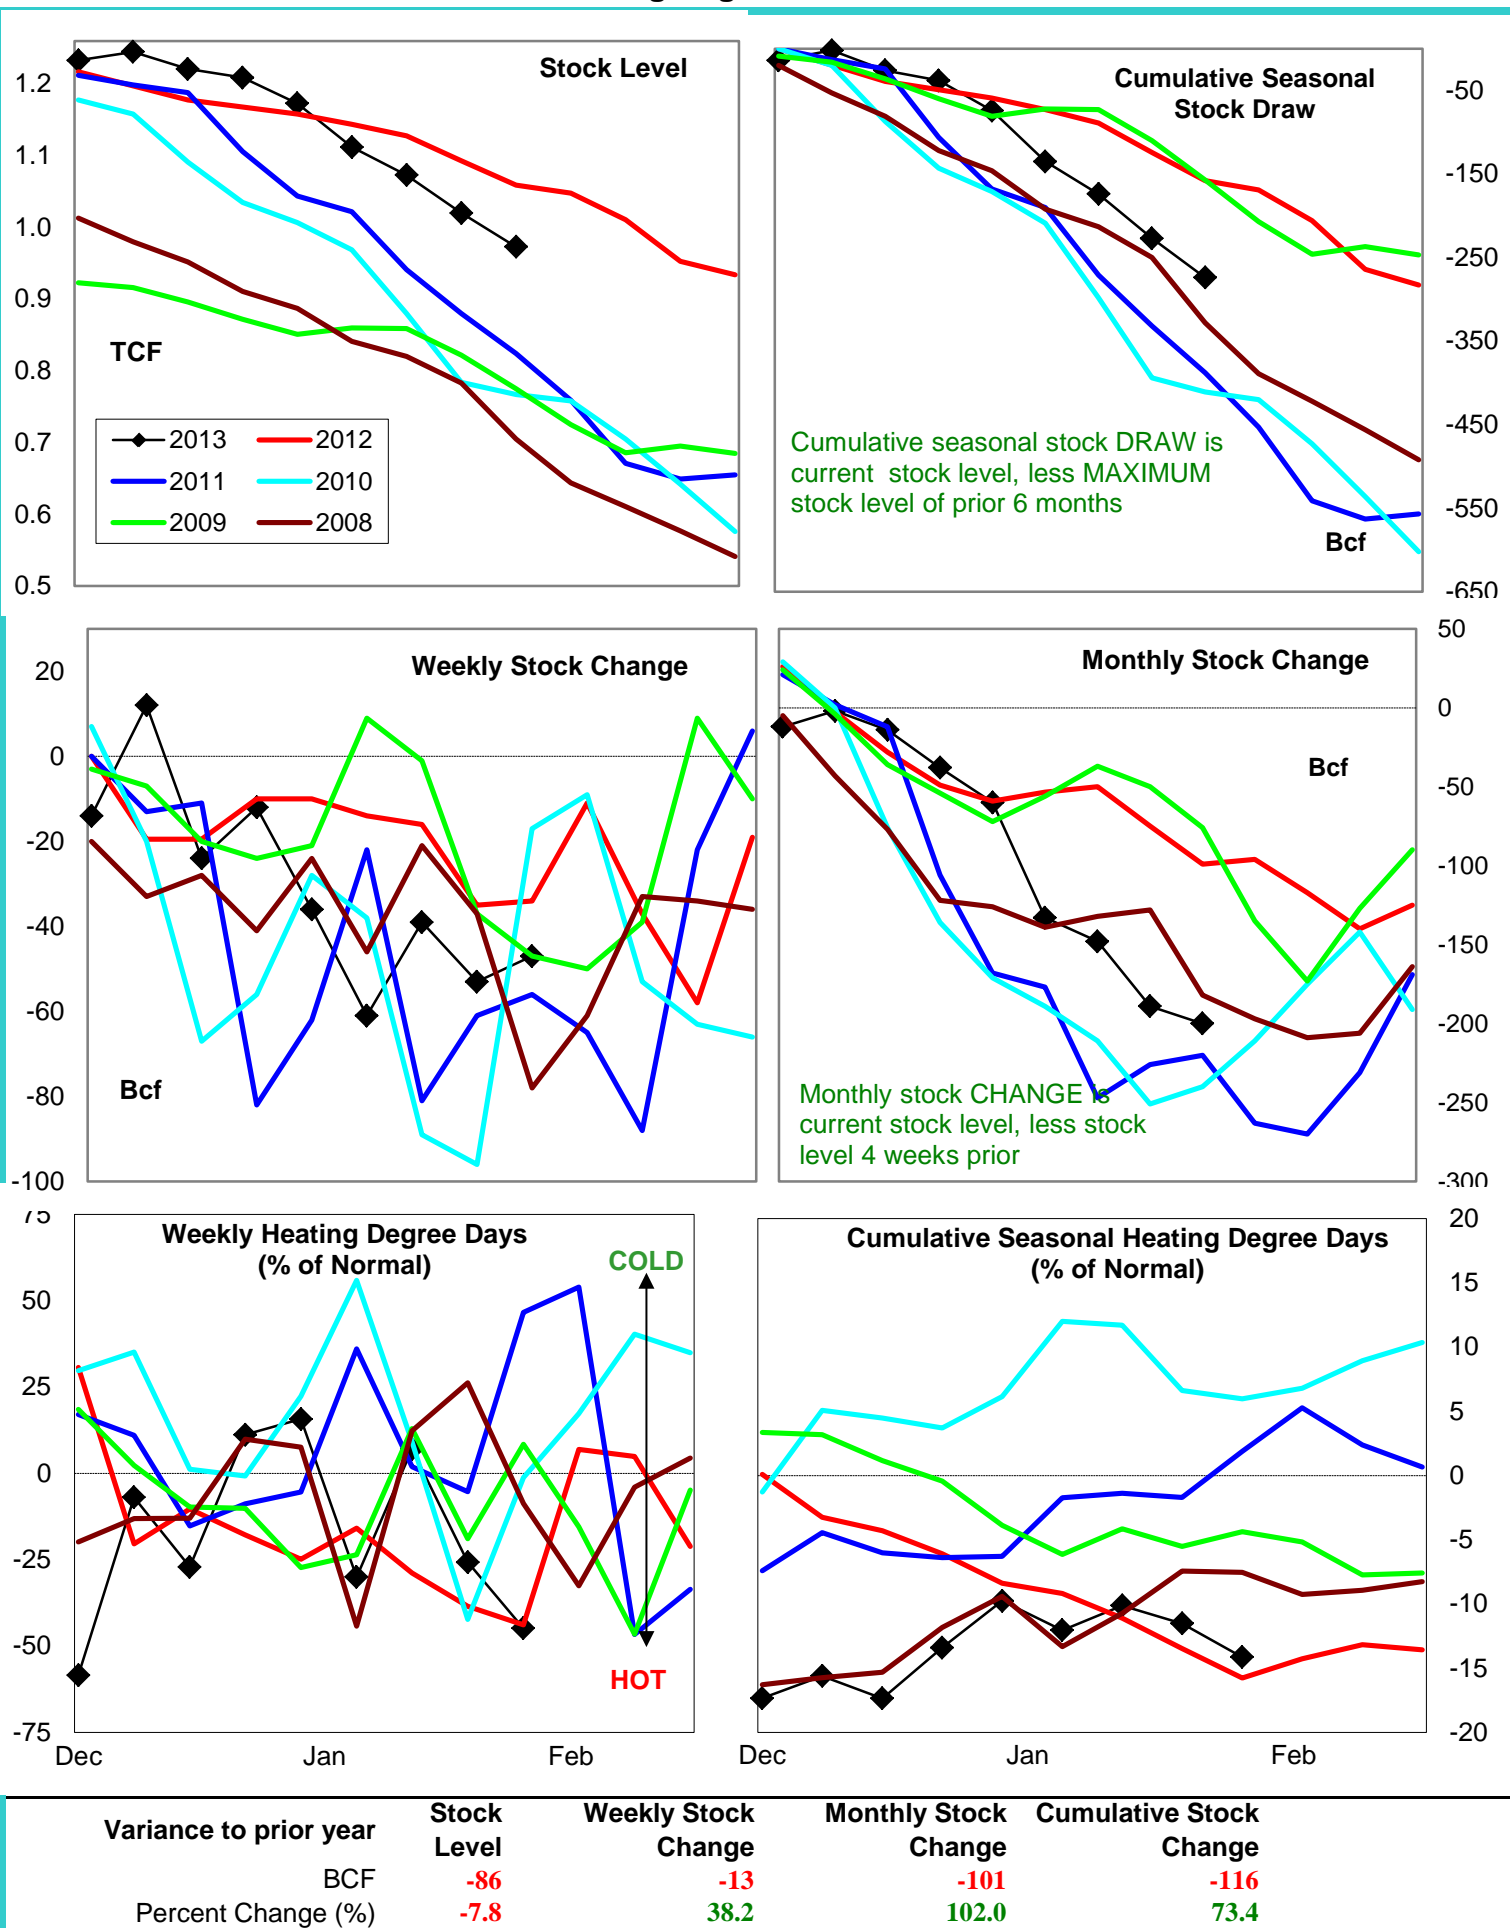 Stock Level
1.2
1.1
1.0
0.9
0.8
0.7
0.6
0.5
TCF
2013
2012
2011
2010
2009
2008
Cumulative Seasonal
Stock Draw
-50
-150
-250
-350
-450
-550
-650
Cumulative seasonal stock DRAW is
current stock level, less MAXIMUM
stock level of prior 6 months
Bcf
Weekly Stock Change
20
0
-20
-40
-60
-80
-100
Bcf
Monthly Stock Change
50
0
-50
-100
-150
-200
-250
-300
Bcf
Monthly stock CHANGE is
current stock level, less stock
level 4 weeks prior
Weekly Heating Degree Days
(% of Normal)
75
50
25
0
-25
-50
-75
COLD
HOT
Dec
Jan
Feb
Cumulative Seasonal Heating Degree Days
(% of Normal)
20
15
10
5
0
-5
-10
-15
-20
Dec
Jan
Feb
Variance to prior year
Stock
Level
Weekly Stock
Change
Monthly Stock
Change
Cumulative Stock
Change
BCF -86 -13 -101 -116
Percent Change (%) -7.8 38.2 102.0 73.4